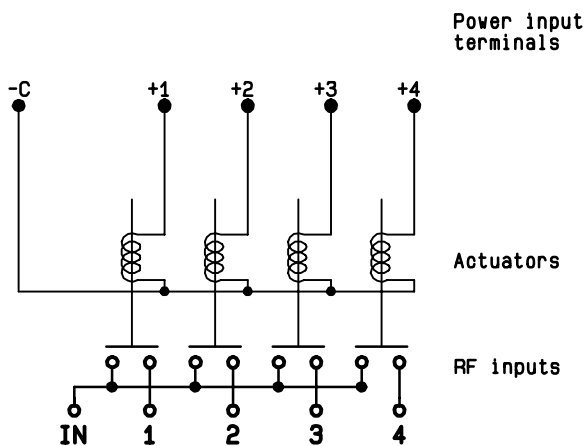 Power input
terminals
-C +1 +2 +3 +4
Actuators
RF inputs
IN 1 2 3 4